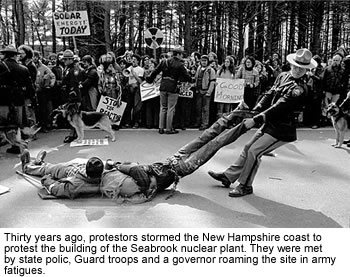 SOLAR
ENERGY
TODAY
STOP
GOOD
MORNING
Thirty years ago, protestors stormed the New Hampshire coast to
protest the building of the Seabrook nuclear plant. They were met
by state polic, Guard troops and a governor roaming the site in army
fatigues.